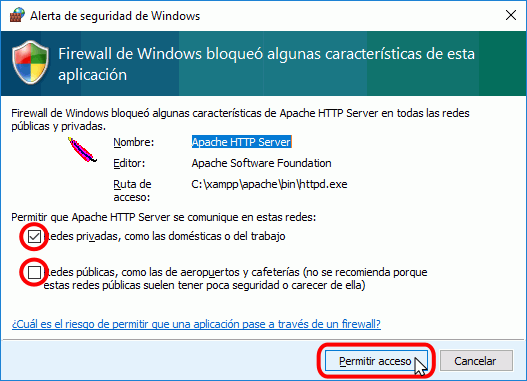 Alerta de seguridad de Windows
Firewall de Windows bloqueó algunas características de esta
aplicación
Firewall de Windows bloqueó algunas características de Apache HTTP Server en todas las redes
públicas y privadas.
Nombre: Apache HTTP Server
Editor: Apache Software Foundation
Ruta de acceso: C:\xampp\apache\bin\httpd.exe
Permitir que Apache HTTP Server se comunique en estas redes:
Redes privadas, como las domésticas o del trabajo
Redes públicas, como las de aeropuertos y cafeterías (no se recomienda porque
estas redes públicas suelen tener poca seguridad o carecer de ella)
¿Cuál es el riesgo de permitir que una aplicación pase a través de un firewall?
Permitir acceso Cancelar